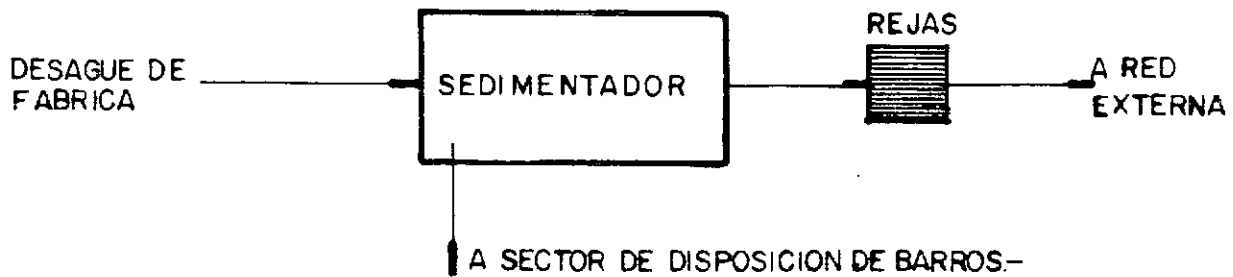 REJAS
DESAGUE DE
FABRICA
SEDIMENTADOR
A RED
EXTERNA
A SECTOR DE DISPOSICION DE BARROS.-